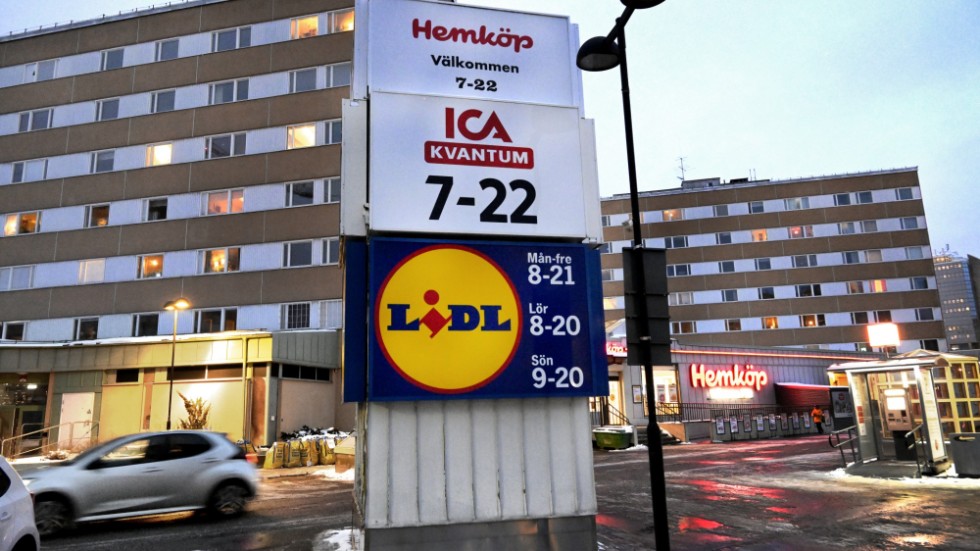 Hemköp
Välkommen
7-22
ICA
KVANTUM
7-22
LIDL
Mån-fre
8-21
Lör
8-20
Sön
9-20
Hemköp